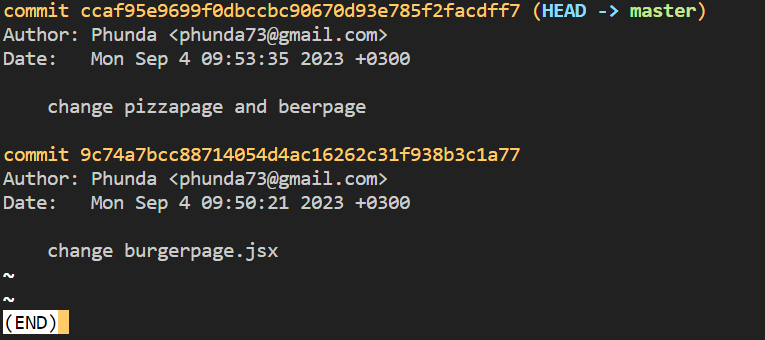 commit ccaf95e9699f0dbccbc90670d93e785f2facdff7 (HEAD -> master)
Author: Phunda <phunda73@gmail.com>
Date:   Mon Sep 4 09:53:35 2023 +0300
    change pizzapage and beerpage
commit 9c74a7bcc88714054d4ac16262c31f938b3c1a77
Author: Phunda <phunda73@gmail.com>
Date:   Mon Sep 4 09:50:21 2023 +0300
    change burgerpage.jsx
~
~
(END)